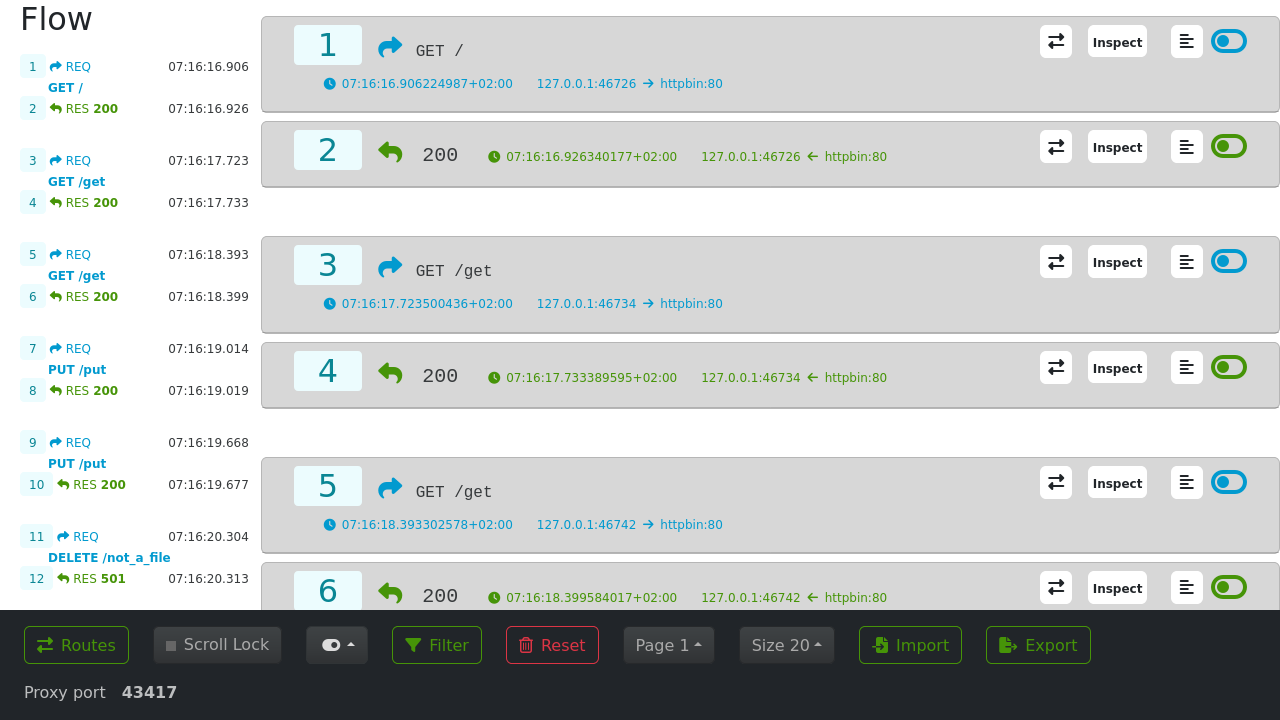 Flow
1 REQ 07:16:16.906
GET /
2 RES 200 07:16:16.926
3 REQ 07:16:17.723
GET /get
4 RES 200 07:16:17.733
5 REQ 07:16:18.393
GET /get
6 RES 200 07:16:18.399
7 REQ 07:16:19.014
PUT /put
8 RES 200 07:16:19.019
9 REQ 07:16:19.668
PUT /put
10 RES 200 07:16:19.677
11 REQ 07:16:20.304
DELETE /not_a_file
12 RES 501 07:16:20.313
1 GET / Inspect
07:16:16.906224987+02:00 127.0.0.1:46726 → httpbin:80
2 200 07:16:16.926340177+02:00 127.0.0.1:46726 ← httpbin:80 Inspect
3 GET /get Inspect
07:16:17.723500436+02:00 127.0.0.1:46734 → httpbin:80
4 200 07:16:17.733389595+02:00 127.0.0.1:46734 ← httpbin:80 Inspect
5 GET /get Inspect
07:16:18.393302578+02:00 127.0.0.1:46742 → httpbin:80
6 200 07:16:18.399584017+02:00 127.0.0.1:46742 ← httpbin:80 Inspect
Routes Scroll Lock Filter Reset Page 1 Size 20 Import Export
Proxy port 43417